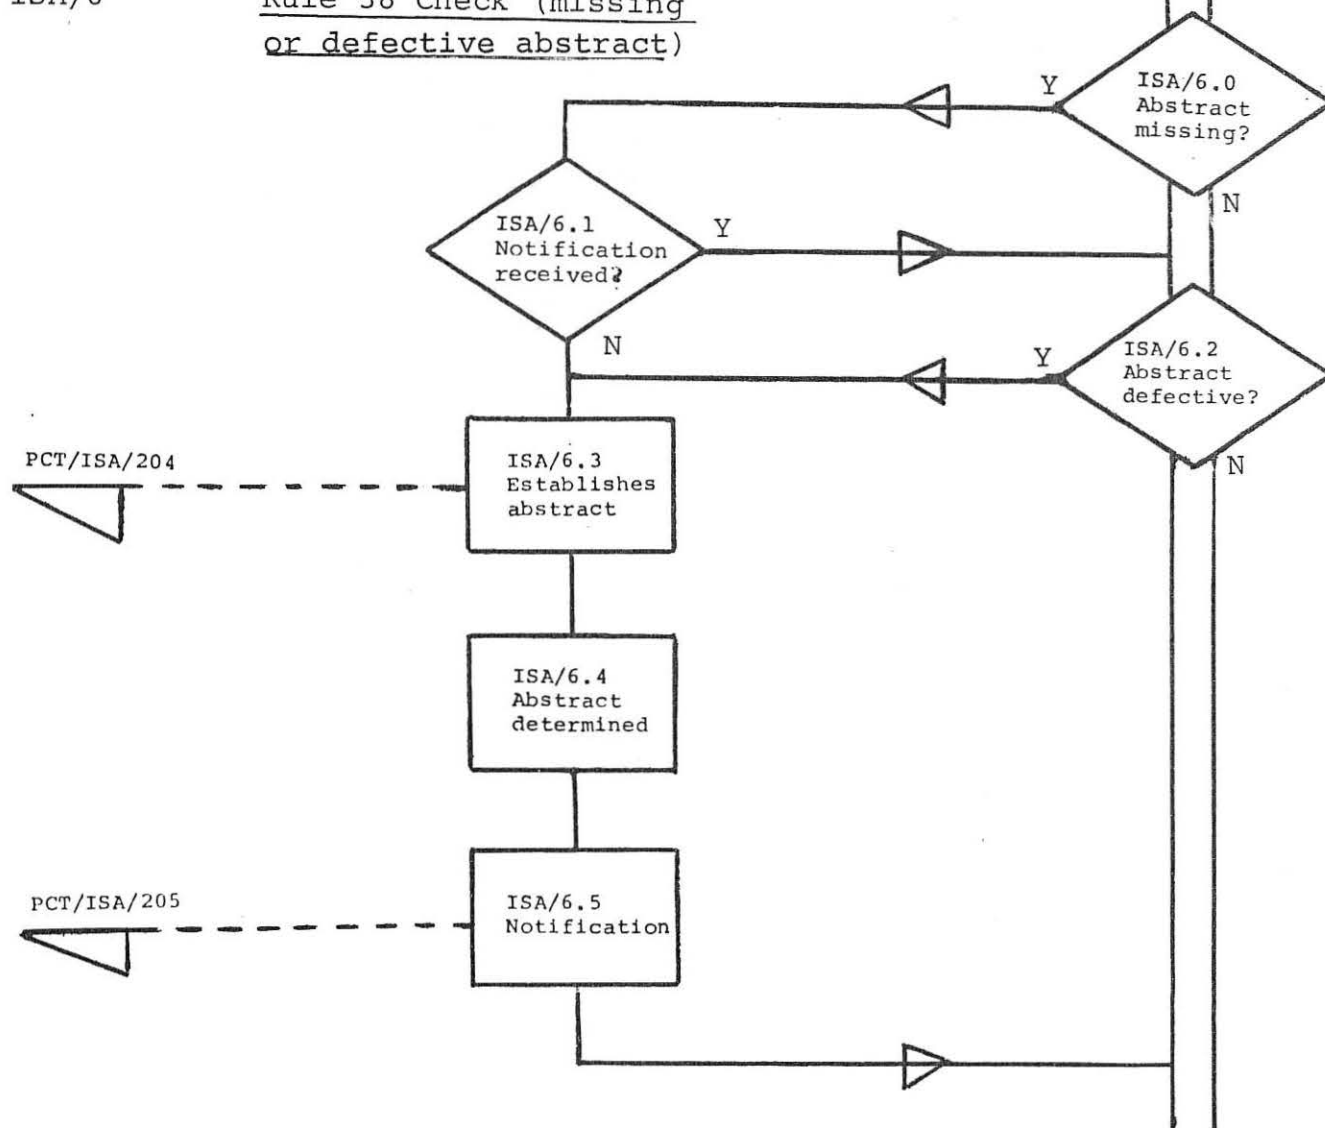 ISA/6
Rule 38 Check (missing
or defective abstract)
ISA/6.0
Abstract
missing?
Y
N
ISA/6.1
Notification
received?
Y
N
ISA/6.2
Abstract
defective?
Y
N
PCT/ISA/204
ISA/6.3
Establishes
abstract
ISA/6.4
Abstract
determined
PCT/ISA/205
ISA/6.5
Notification